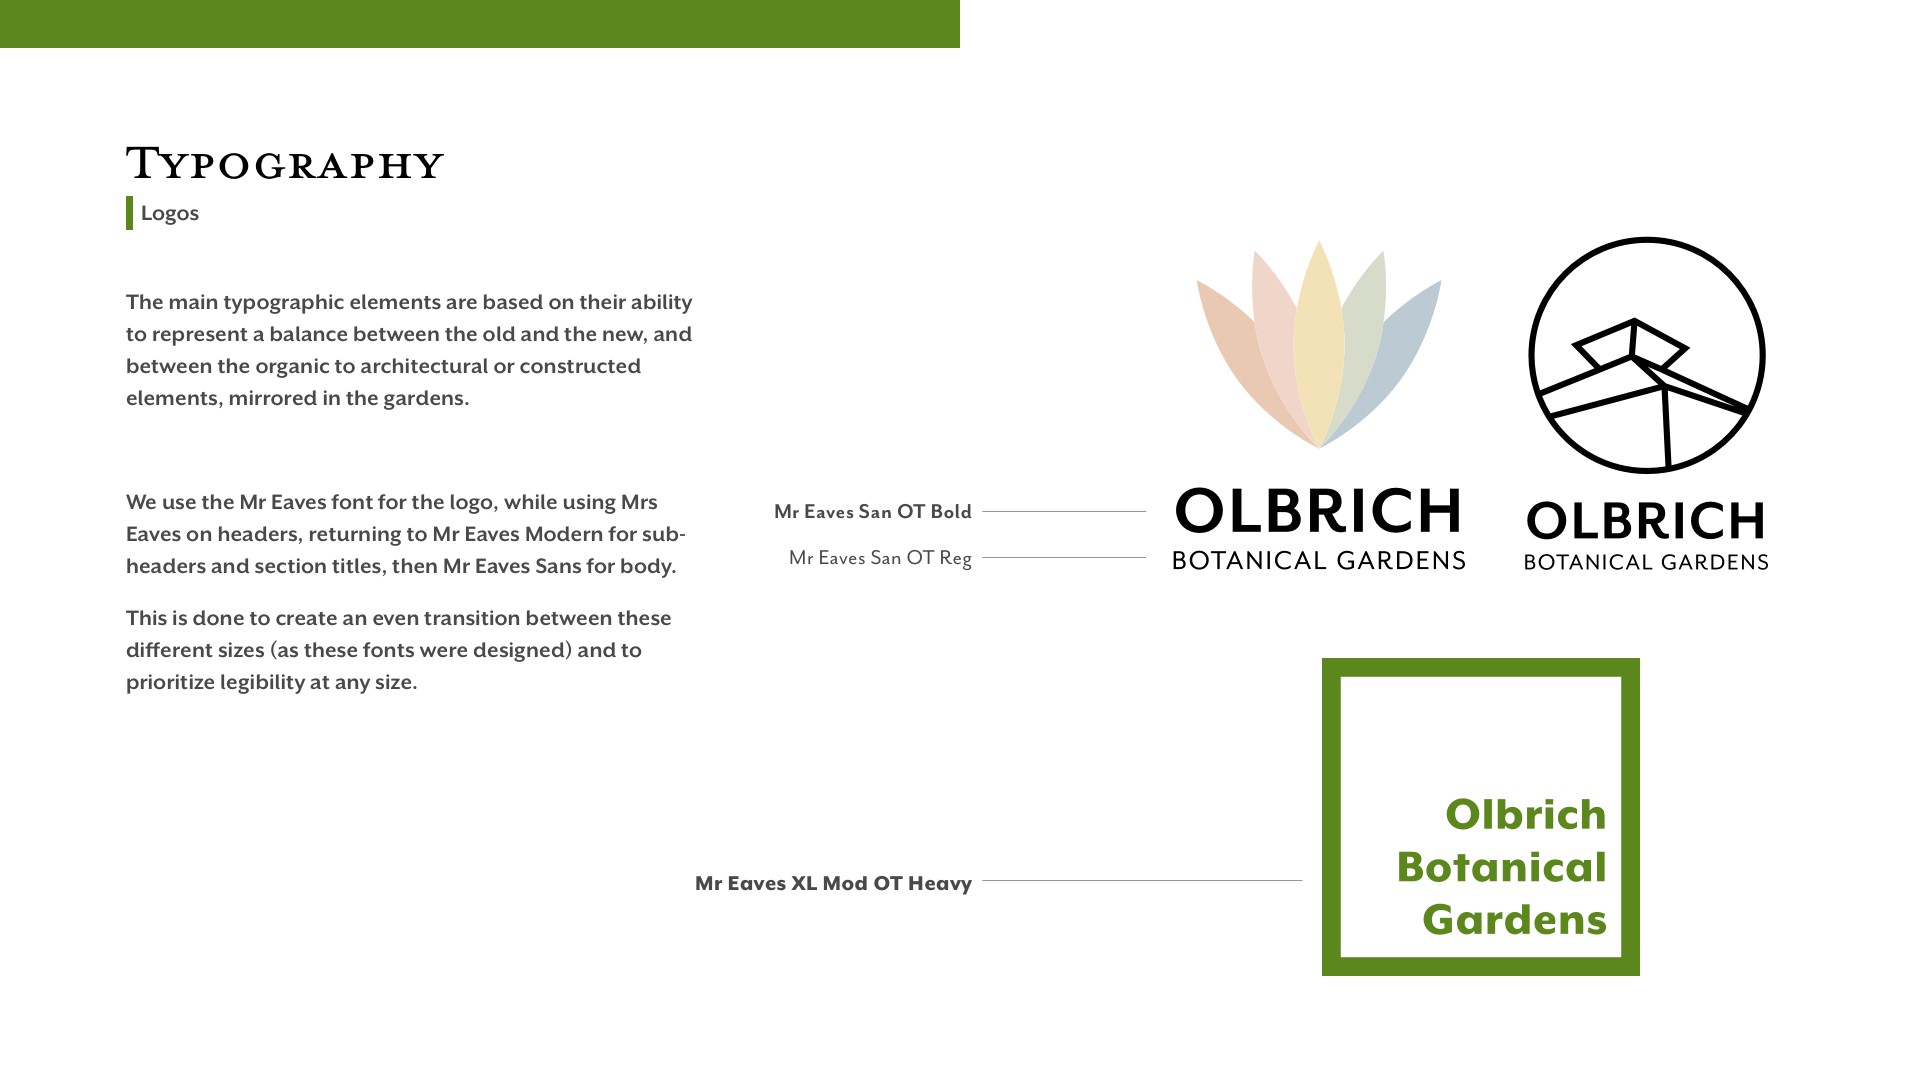 Typography
Logos
The main typographic elements are based on their ability
to represent a balance between the old and the new, and
between the organic to architectural or constructed
elements, mirrored in the gardens.
We use the Mr Eaves font for the logo, while using Mrs
Eaves on headers, returning to Mr Eaves Modern for sub-
headers and section titles, then Mr Eaves Sans for body.
This is done to create an even transition between these
different sizes (as these fonts were designed) and to
prioritize legibility at any size.
Mr Eaves San OT Bold
Mr Eaves San OT Reg
OLBRICH
BOTANICAL GARDENS
OLBRICH
BOTANICAL GARDENS
Mr Eaves XL Mod OT Heavy
Olbrich
Botanical
Gardens